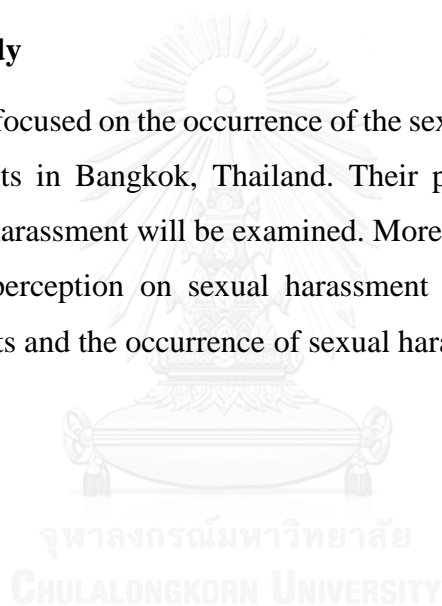 dy
focused on the occurrence of the sex
ts in Bangkok, Thailand. Their p
arassment will be examined. More
perception on sexual harassment
ts and the occurrence of sexual hara
จุฬาลงกรณ์มหาวิทยาลัย
CHULALONGKORN UNIVERSITY